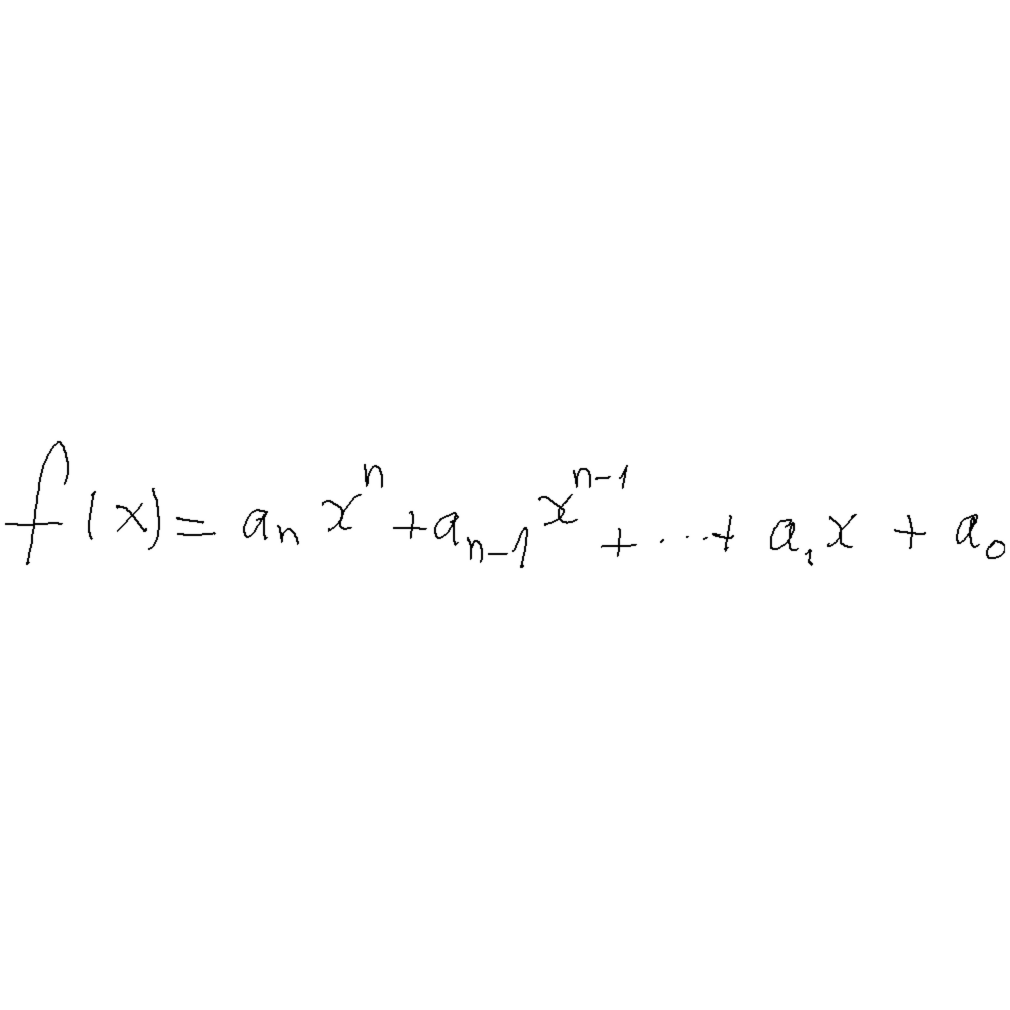 f(x) = aₙxⁿ + aₙ₋₁xⁿ⁻¹ + ... + a₁x + a₀